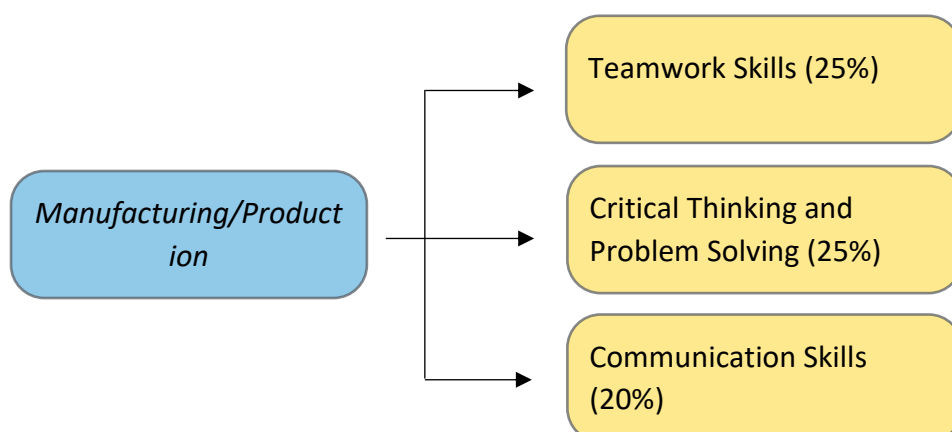 Teamwork Skills (25%)
Manufacturing/Product
ion
Critical Thinking and
Problem Solving (25%)
Communication Skills
(20%)